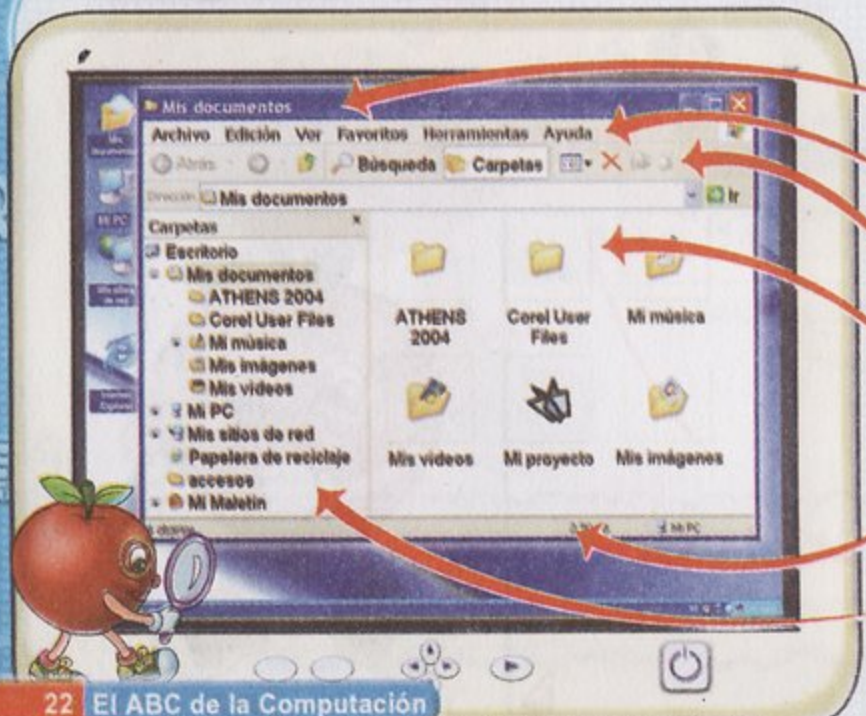 Mis documentos
Archivo Edición Ver Favoritos Herramientas Ayuda
Atrás Búsqueda Carpetas
Dirección Mis documentos Ir
Carpetas
Escritorio
Mis documentos
ATHENS 2004
Corel User Files
Mi música
Mis imágenes
Mis videos
Mi PC
Mis sitios de red
Papelera de reciclaje
accesos
Mi Maletín
ATHENS
2004
Corel User
Files
Mi música
Mis videos
Mi proyecto
Mis imágenes
Mi PC
Mi PC
22 El ABC de la Computación